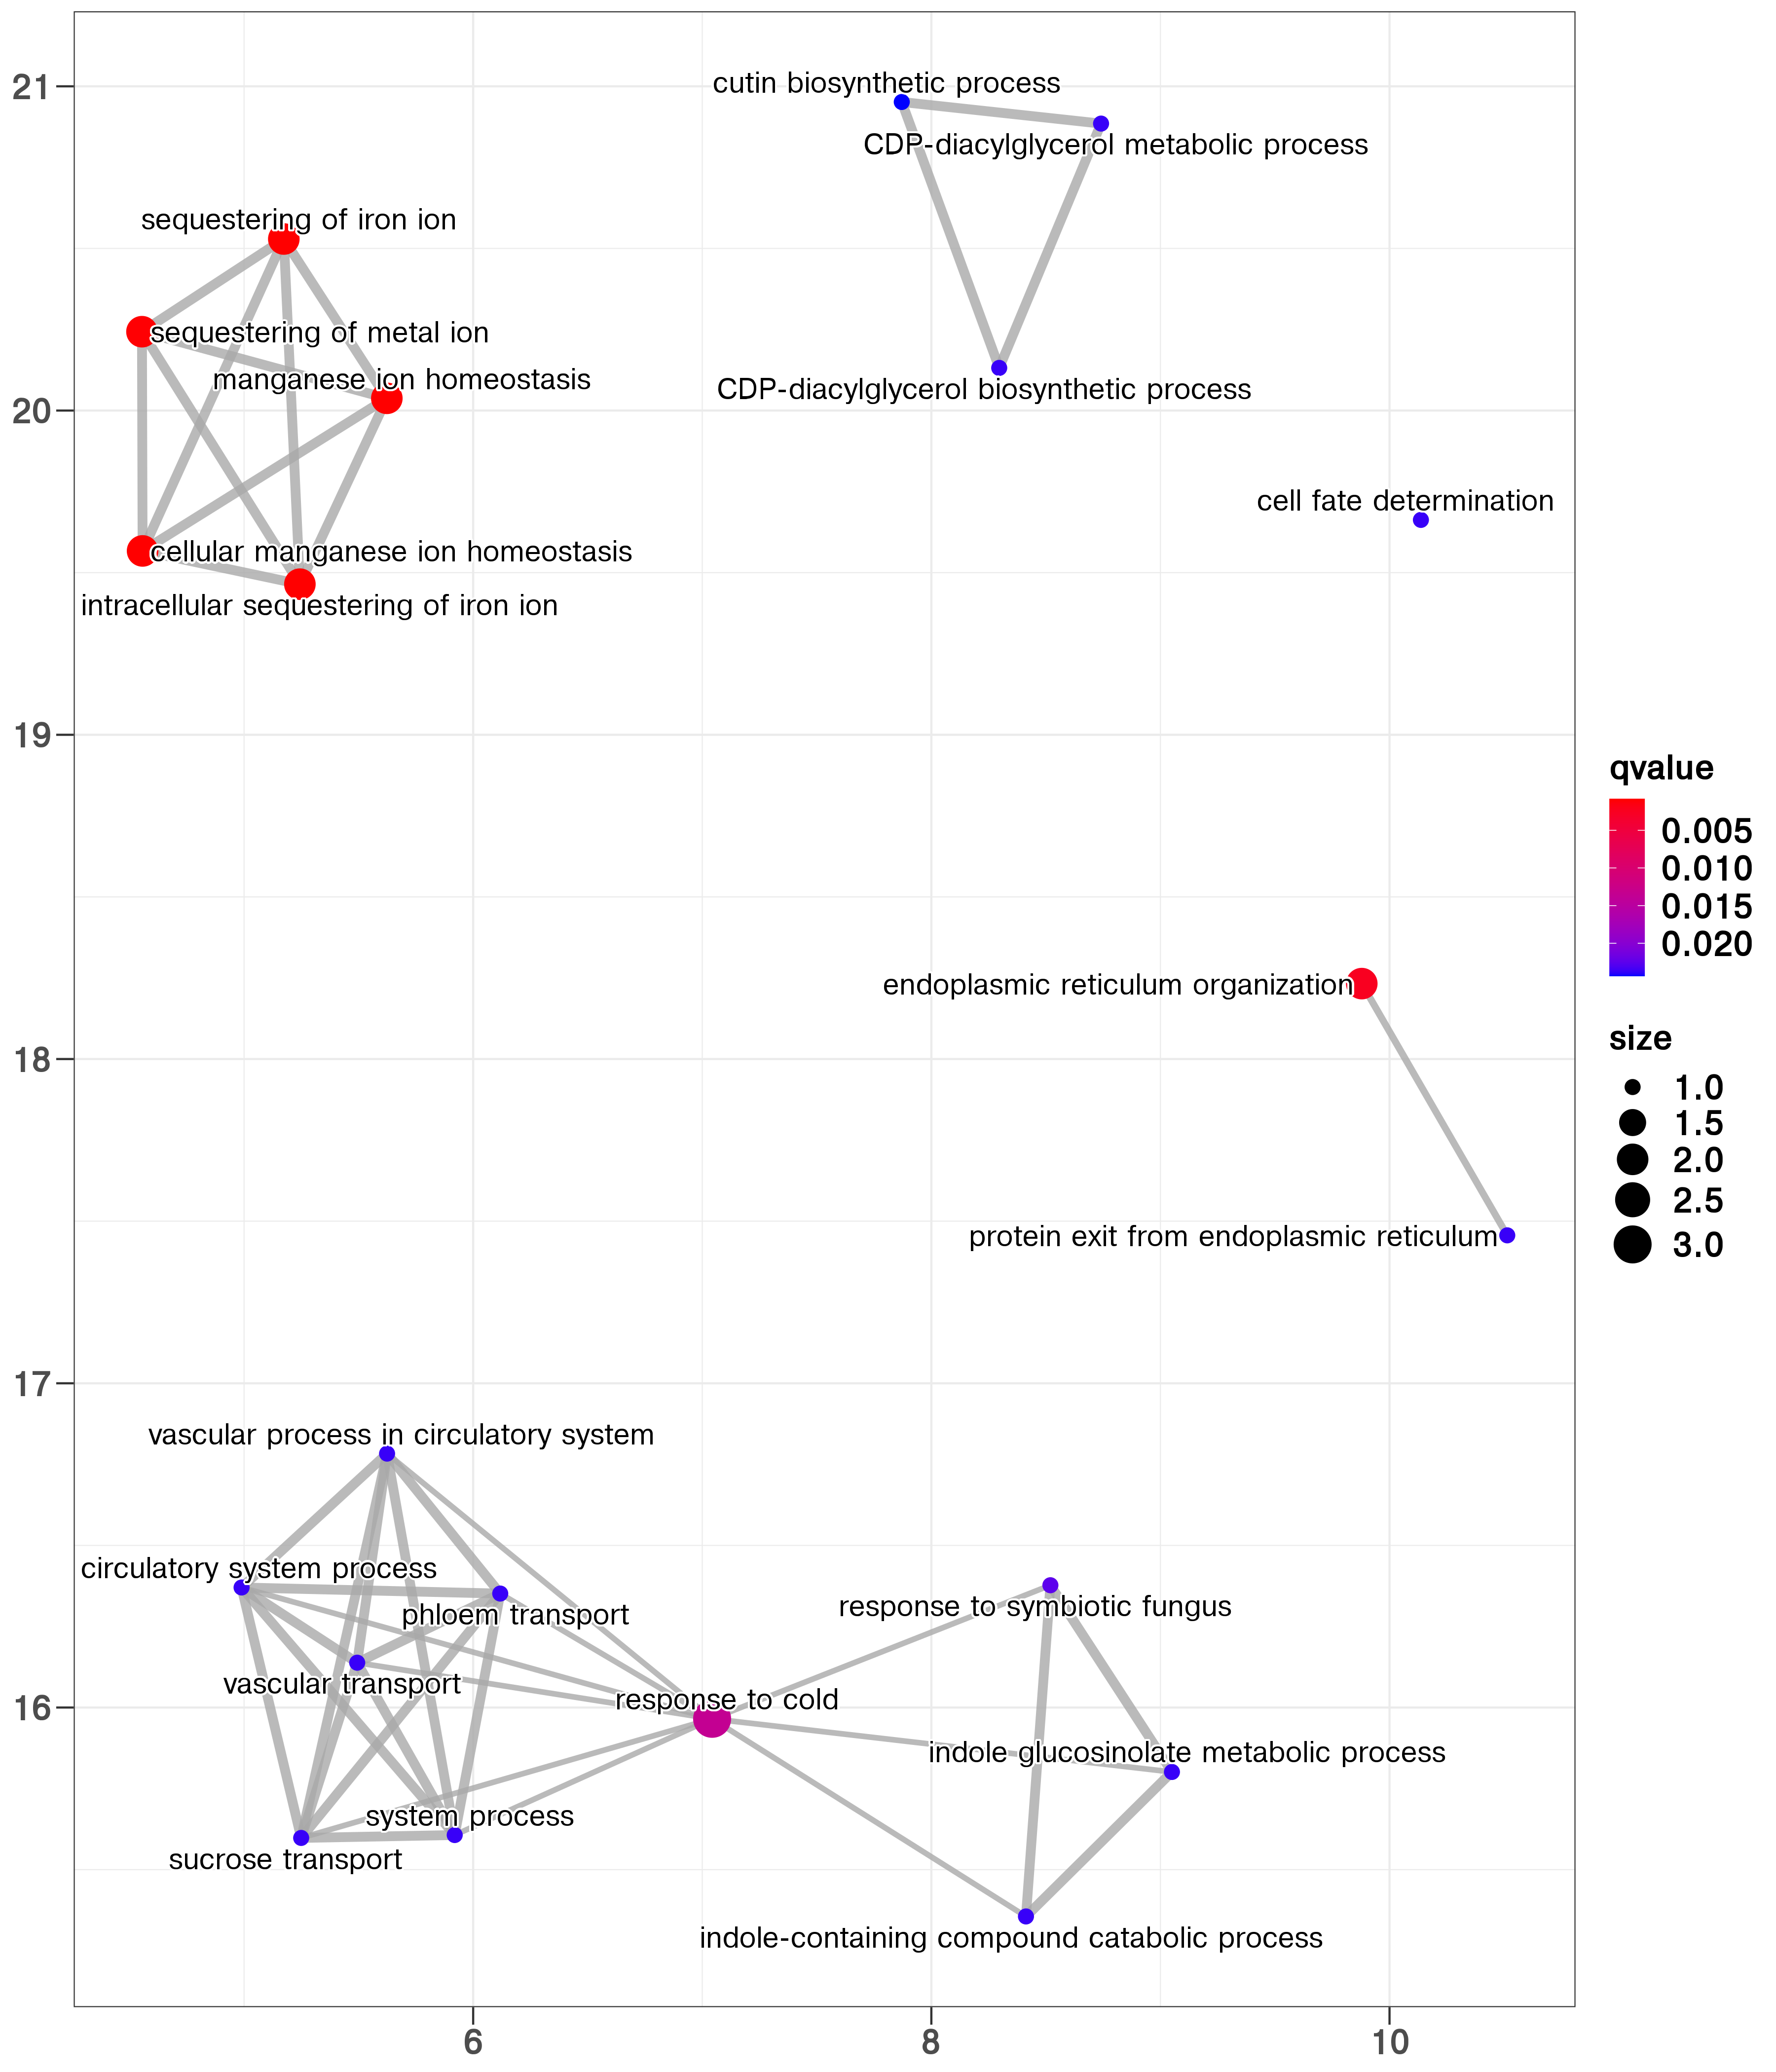 21
cutin biosynthetic process
CDP-diacylglycerol metabolic process
sequestering of iron ion
sequestering of metal ion
manganese ion homeostasis
CDP-diacylglycerol biosynthetic process
20
cell fate determination
cellular manganese ion homeostasis
intracellular sequestering of iron ion
19
endoplasmic reticulum organization
18
protein exit from endoplasmic reticulum
17
vascular process in circulatory system
circulatory system process
phloem transport
response to symbiotic fungus
vascular transport
response to cold
16
indole glucosinolate metabolic process
system process
sucrose transport
indole-containing compound catabolic process
6
8
10
qvalue
0.005
0.010
0.015
0.020
size
1.0
1.5
2.0
2.5
3.0